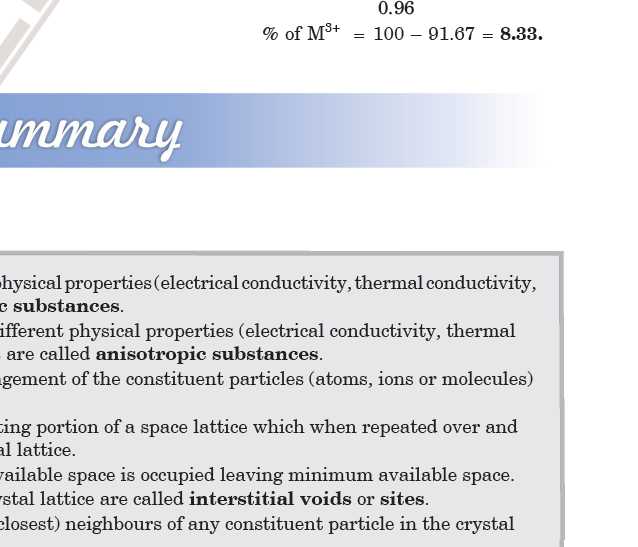 0.96
% of M³⁺ = 100 – 91.67 = 8.33.
ummary
physical properties (electrical conductivity, thermal conductivity,
c substances.
ifferent physical properties (electrical conductivity, thermal
are called anisotropic substances.
ngement of the constituent particles (atoms, ions or molecules)
ting portion of a space lattice which when repeated over and
al lattice.
vailable space is occupied leaving minimum available space.
ystal lattice are called interstitial voids or sites.
closest) neighbours of any constituent particle in the crystal